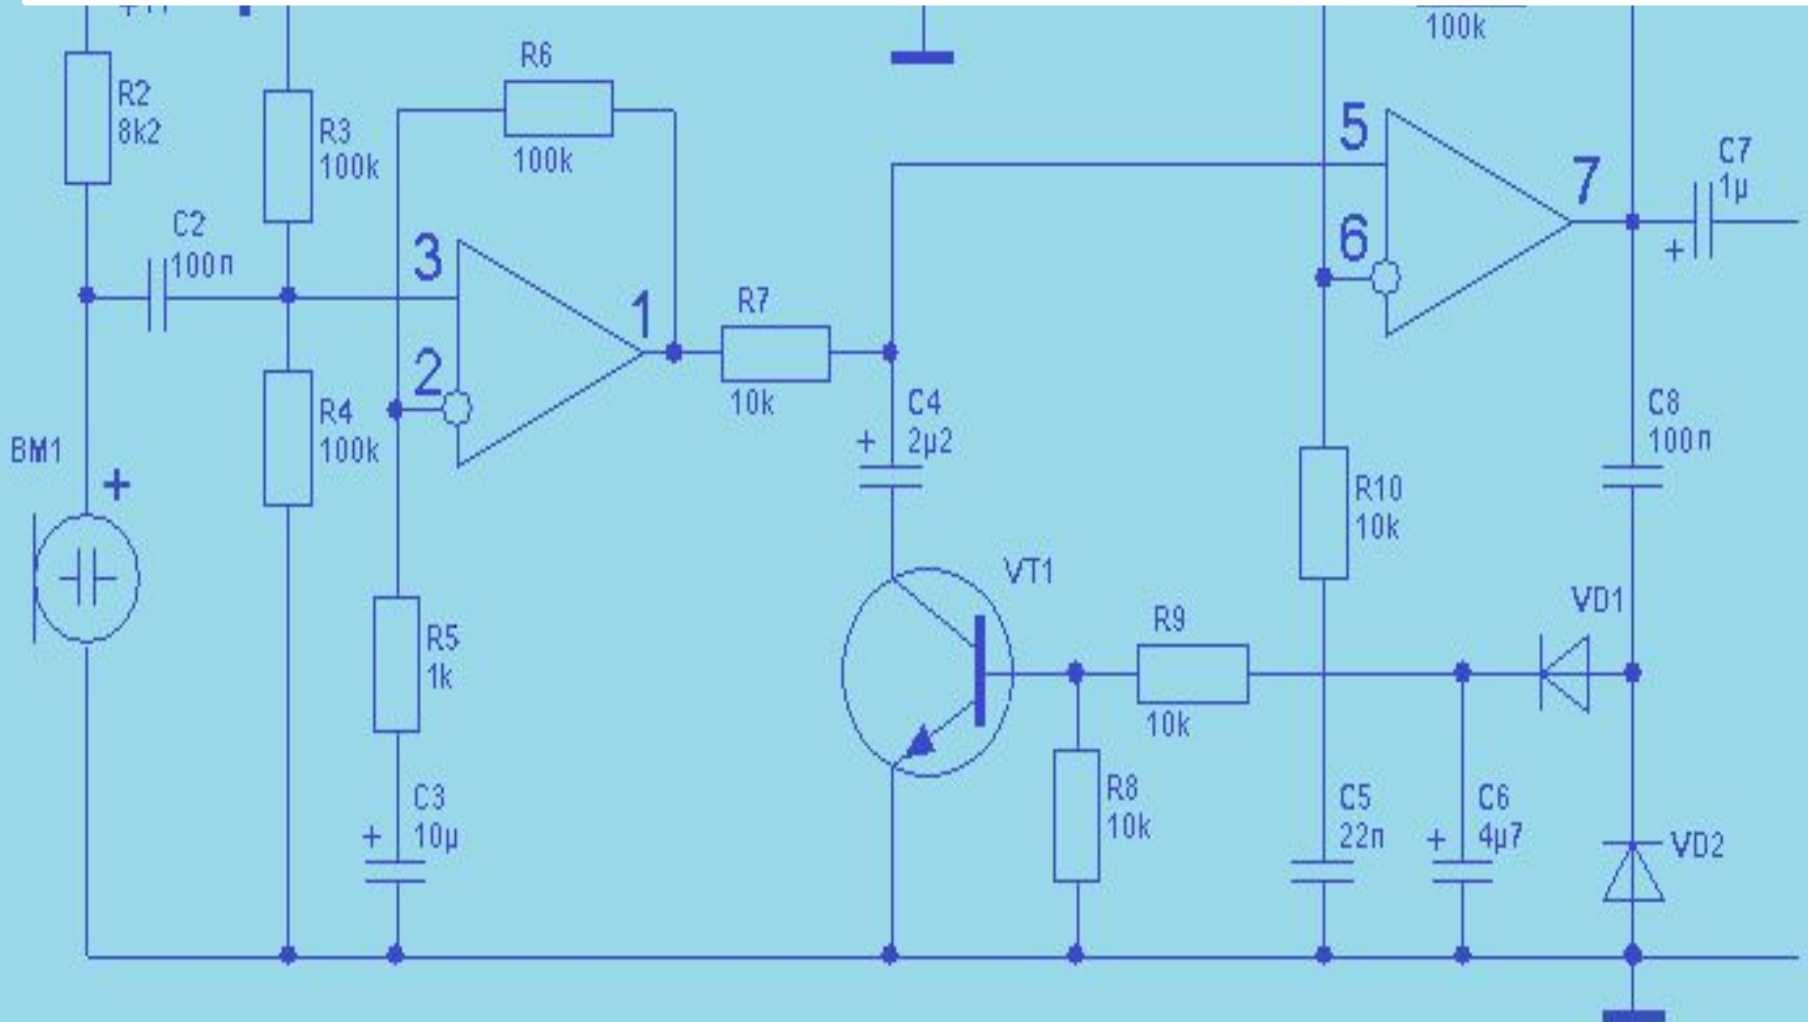 100k
R6
R2
8k2
R3
100k
100k
5
7
C7
1µ
+
C2
100n
3
6
1
R7
10k
2
R4
100k
C4
2µ2
+
C8
100n
BM1
+
R10
10k
VT1
VD1
R9
10k
R5
1k
C3
10µ
+
R8
10k
C5
22n
C6
4µ7
+
VD2